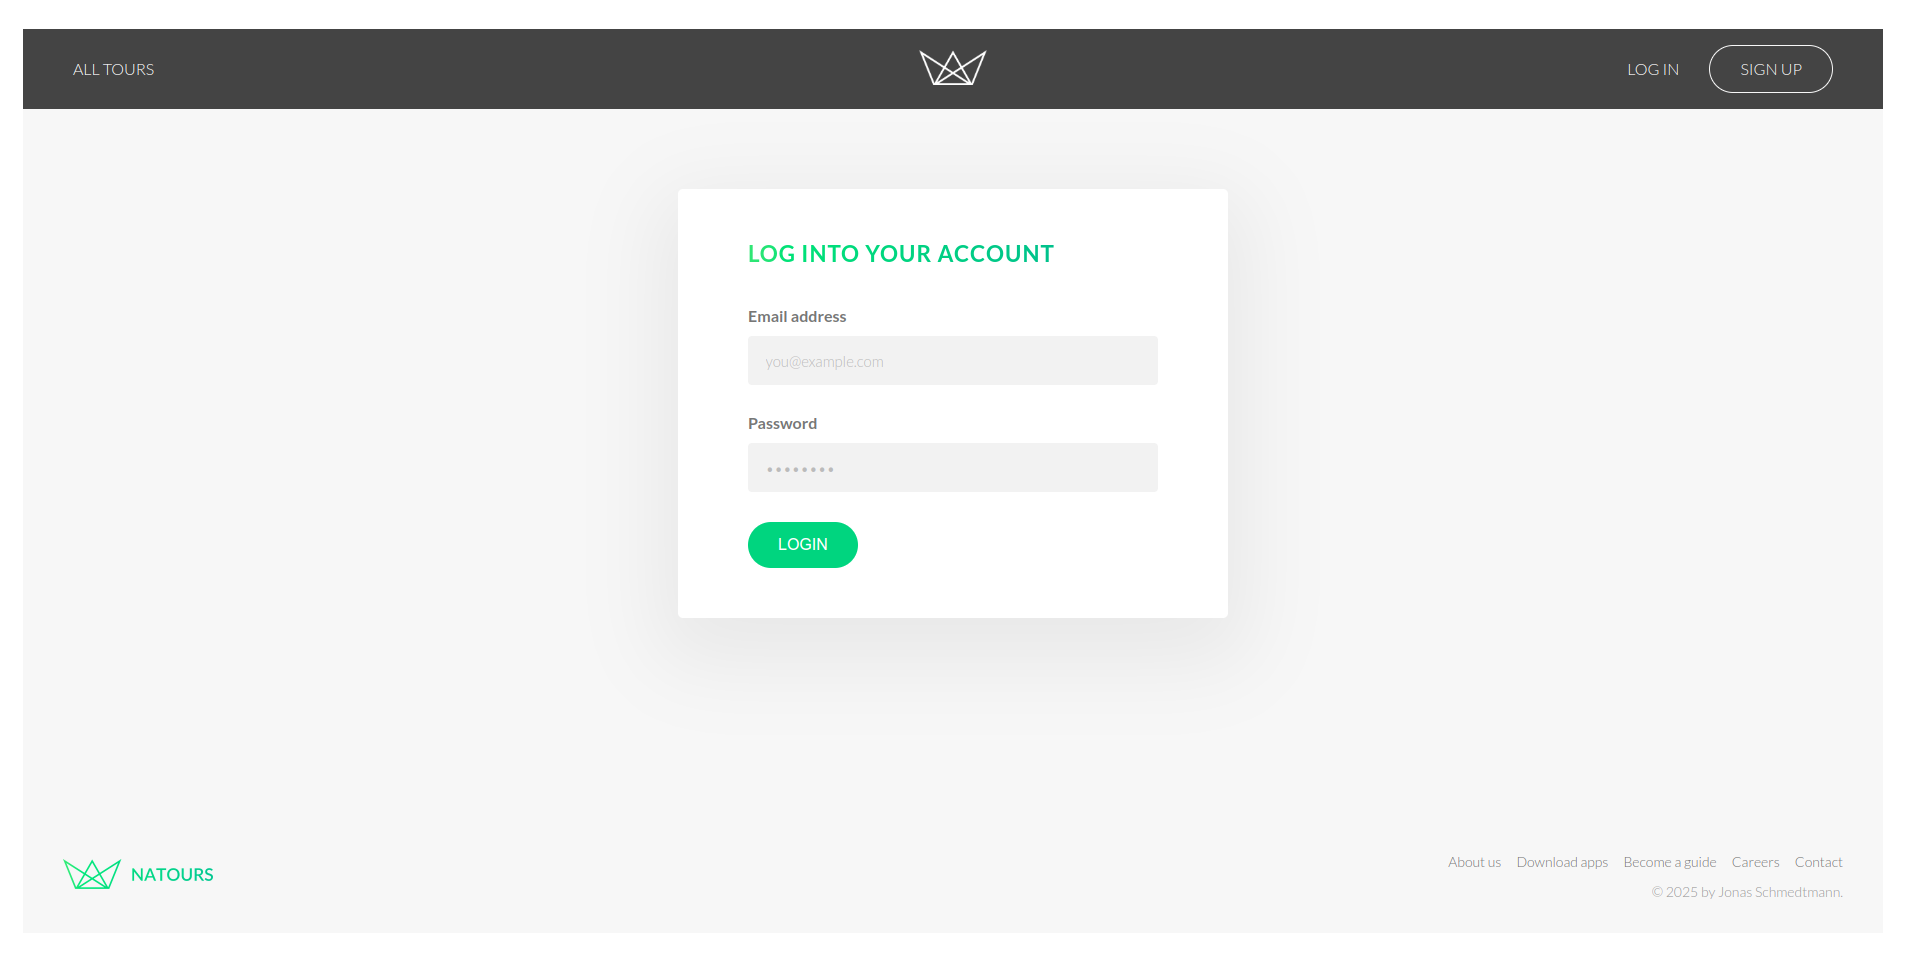 ALL TOURS
LOG IN
SIGN UP
LOG INTO YOUR ACCOUNT
Email address
you@example.com
Password
••••••••
LOGIN
NATOURS
About us Download apps Become a guide Careers Contact
© 2025 by Jonas Schmedtmann.